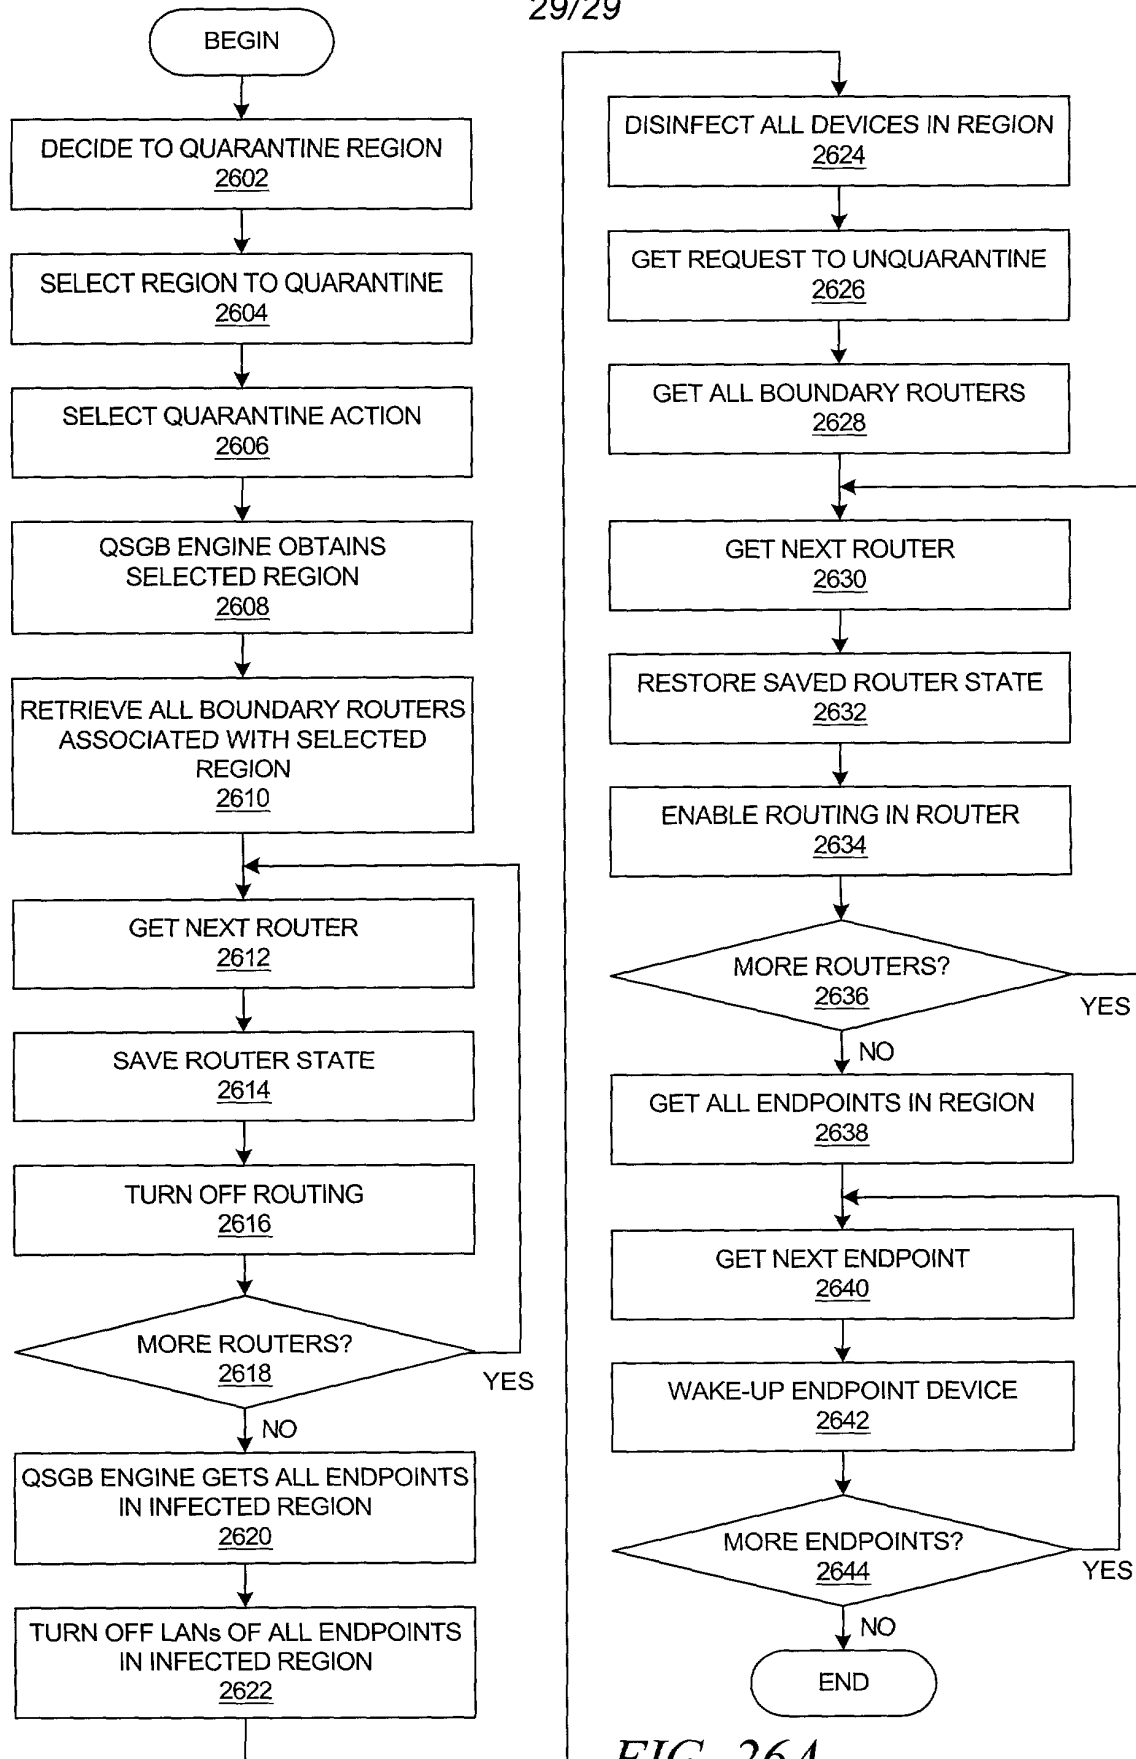 29/29
BEGIN
DECIDE TO QUARANTINE REGION
2602
SELECT REGION TO QUARANTINE
2604
SELECT QUARANTINE ACTION
2606
QSGB ENGINE OBTAINS
SELECTED REGION
2608
RETRIEVE ALL BOUNDARY ROUTERS
ASSOCIATED WITH SELECTED
REGION
2610
GET NEXT ROUTER
2612
SAVE ROUTER STATE
2614
TURN OFF ROUTING
2616
MORE ROUTERS?
2618
YES
NO
QSGB ENGINE GETS ALL ENDPOINTS
IN INFECTED REGION
2620
TURN OFF LANs OF ALL ENDPOINTS
IN INFECTED REGION
2622
DISINFECT ALL DEVICES IN REGION
2624
GET REQUEST TO UNQUARANTINE
2626
GET ALL BOUNDARY ROUTERS
2628
GET NEXT ROUTER
2630
RESTORE SAVED ROUTER STATE
2632
ENABLE ROUTING IN ROUTER
2634
MORE ROUTERS?
2636
YES
NO
GET ALL ENDPOINTS IN REGION
2638
GET NEXT ENDPOINT
2640
WAKE-UP ENDPOINT DEVICE
2642
MORE ENDPOINTS?
2644
YES
NO
END
FIG. 26A